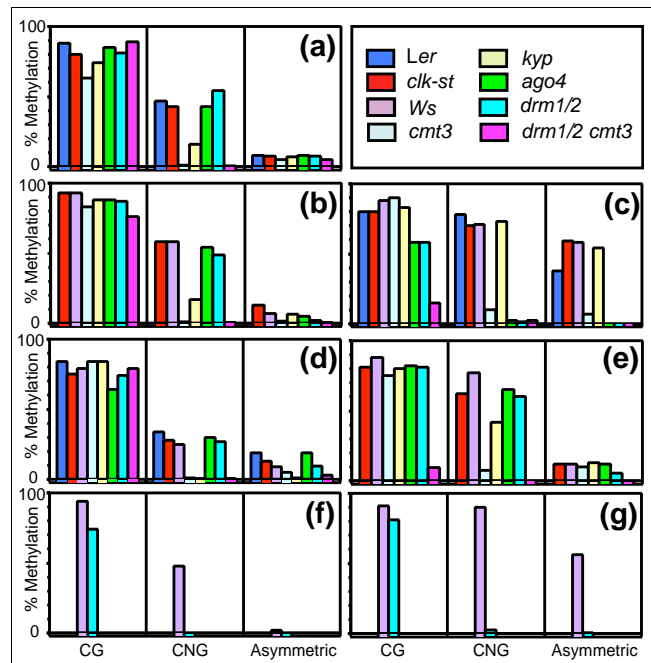 100
% Methylation
0
(a)
Ler
clk-st
Ws
cmt3
kyp
ago4
drm1/2
drm1/2 cmt3
100
% Methylation
0
(b)
(c)
100
% Methylation
0
(d)
(e)
100
% Methylation
0
(f)
(g)
CG
CNG
Asymmetric
CG
CNG
Asymmetric